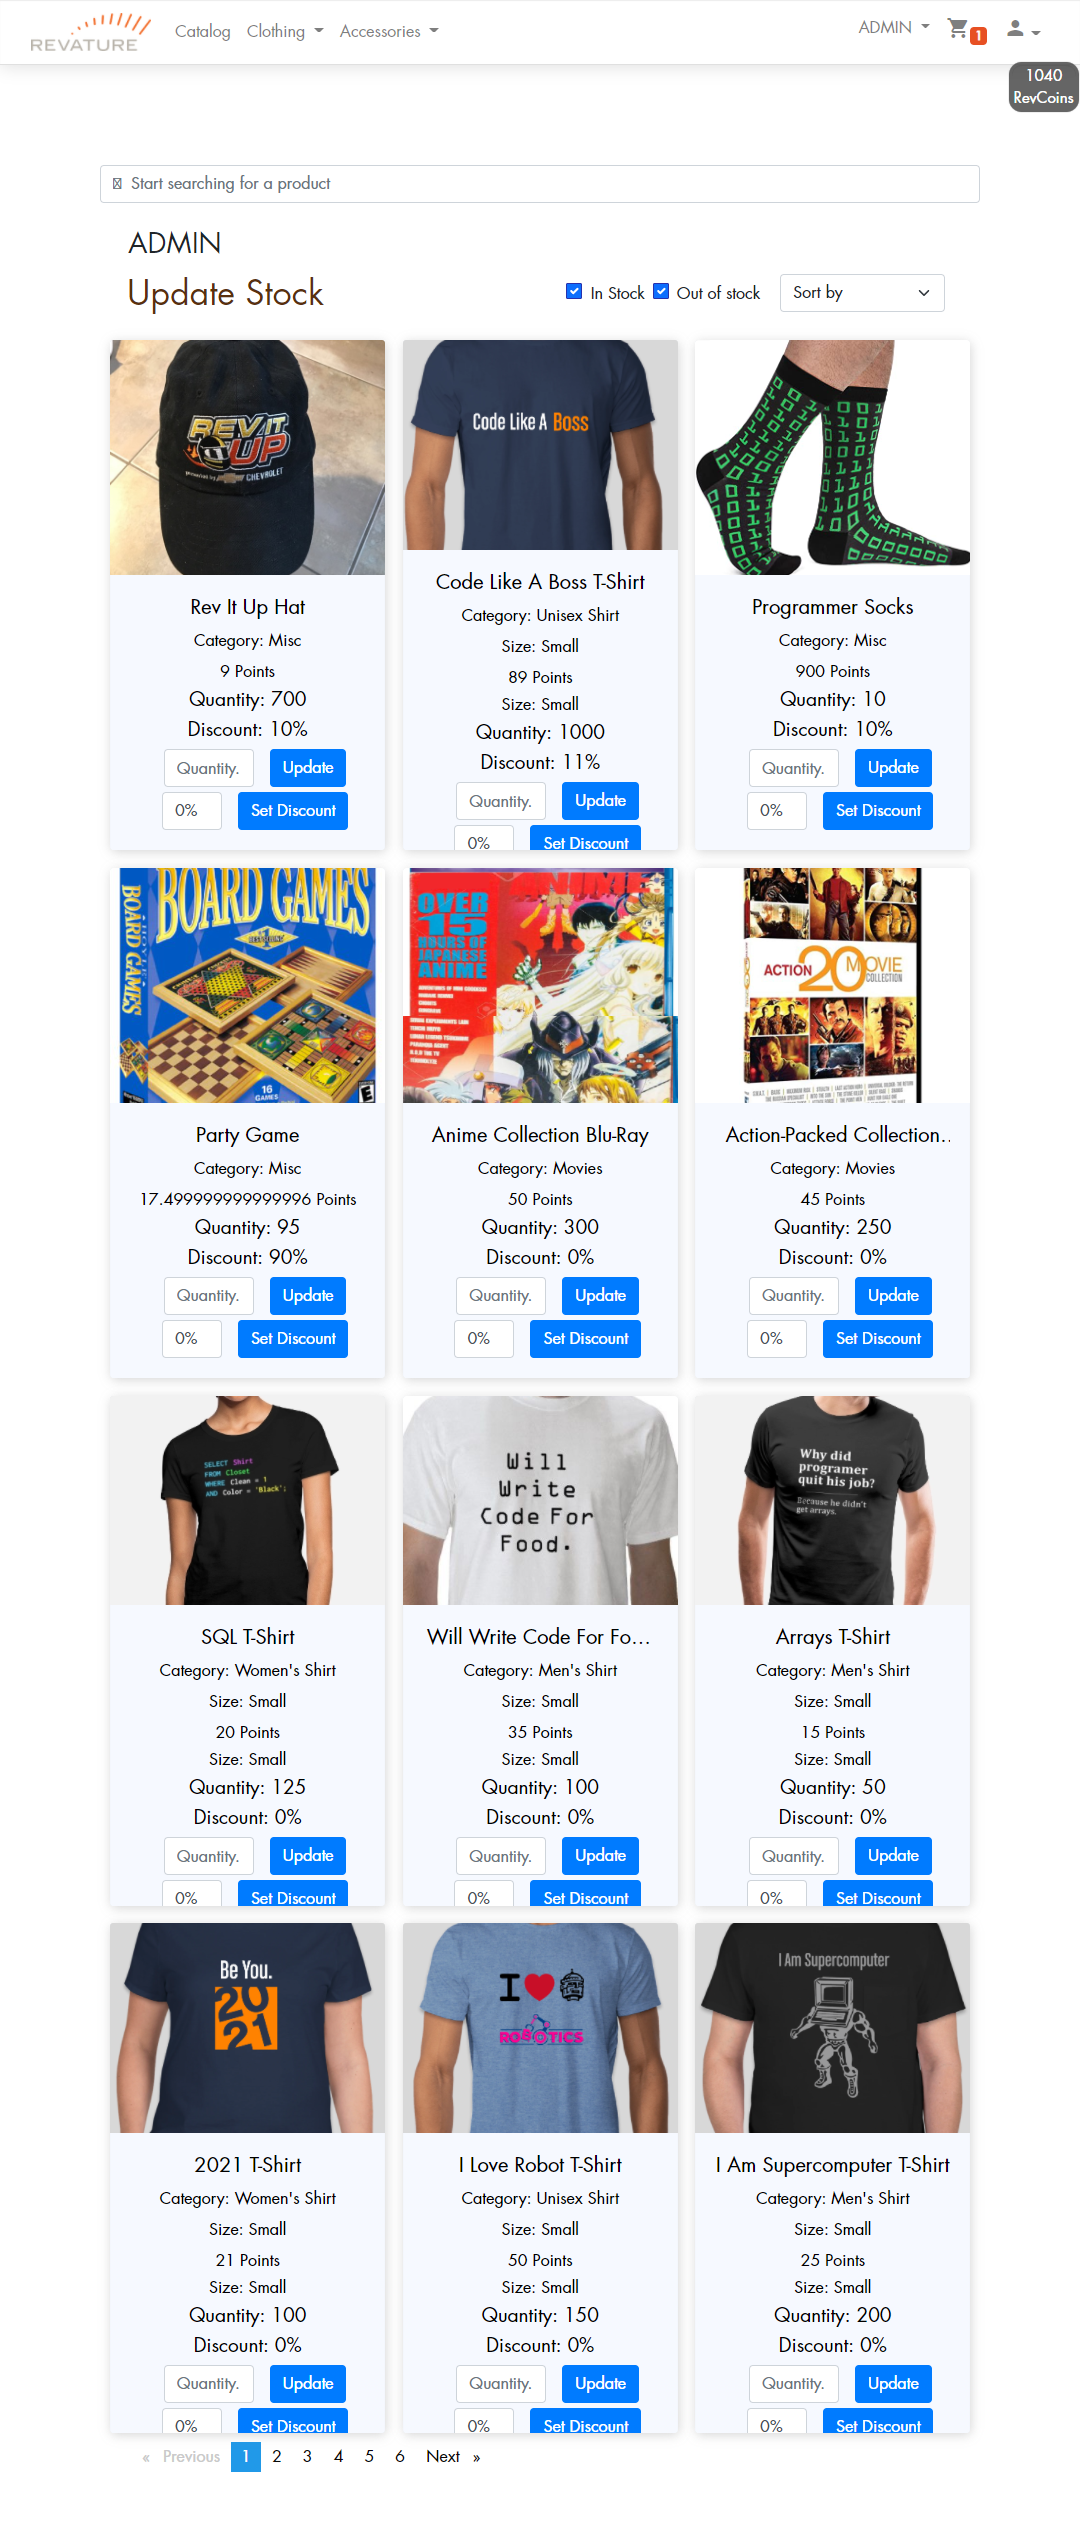 REVATURE
Catalog Clothing Accessories
ADMIN
1
1040
RevCoins
Start searching for a product
ADMIN
Update Stock
In Stock Out of stock Sort by
REV IT
UP
powered by CHEVROLET
Code Like A Boss
Rev It Up Hat
Category: Misc
9 Points
Quantity: 700
Discount: 10%
Quantity. Update
0% Set Discount
Code Like A Boss T-Shirt
Category: Unisex Shirt
Size: Small
89 Points
Size: Small
Quantity: 1000
Discount: 11%
Quantity. Update
0% Set Discount
Programmer Socks
Category: Misc
900 Points
Quantity: 10
Discount: 10%
Quantity. Update
0% Set Discount
BOARD GAMES
BOARD GAMES
16
GAMES
E
OVER
15
HOURS OF
JAPANESE
ANIME
ACTION 20 MOVIE
COLLECTION
Party Game
Category: Misc
17.499999999999996 Points
Quantity: 95
Discount: 90%
Quantity. Update
0% Set Discount
Anime Collection Blu-Ray
Category: Movies
50 Points
Quantity: 300
Discount: 0%
Quantity. Update
0% Set Discount
Action-Packed Collection..
Category: Movies
45 Points
Quantity: 250
Discount: 0%
Quantity. Update
0% Set Discount
SELECT Shirt
FROM Closet
WHERE Clean = 1
AND Color = 'Black';
Will
Write
Code For
Food.
Why did
programer
quit his job?
Because he didn't
get arrays.
SQL T-Shirt
Category: Women's Shirt
Size: Small
20 Points
Size: Small
Quantity: 125
Discount: 0%
Quantity. Update
0% Set Discount
Will Write Code For Fo...
Category: Men's Shirt
Size: Small
35 Points
Size: Small
Quantity: 100
Discount: 0%
Quantity. Update
0% Set Discount
Arrays T-Shirt
Category: Men's Shirt
Size: Small
15 Points
Size: Small
Quantity: 50
Discount: 0%
Quantity. Update
0% Set Discount
Be You.
20
21
I
ROBOTICS
I Am Supercomputer
2021 T-Shirt
Category: Women's Shirt
Size: Small
21 Points
Size: Small
Quantity: 100
Discount: 0%
Quantity. Update
0% Set Discount
I Love Robot T-Shirt
Category: Unisex Shirt
Size: Small
50 Points
Size: Small
Quantity: 150
Discount: 0%
Quantity. Update
0% Set Discount
I Am Supercomputer T-Shirt
Category: Men's Shirt
Size: Small
25 Points
Size: Small
Quantity: 200
Discount: 0%
Quantity. Update
0% Set Discount
« Previous 1 2 3 4 5 6 Next »